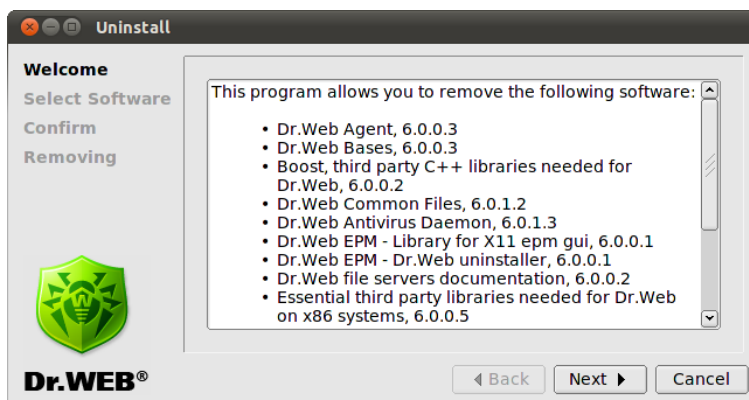 Uninstall
Welcome
Select Software
Confirm
Removing
This program allows you to remove the following software:
• Dr.Web Agent, 6.0.0.3
• Dr.Web Bases, 6.0.0.3
• Boost, third party C++ libraries needed for
Dr.Web, 6.0.0.2
• Dr.Web Common Files, 6.0.1.2
• Dr.Web Antivirus Daemon, 6.0.1.3
• Dr.Web EPM - Library for X11 epm gui, 6.0.0.1
• Dr.Web EPM - Dr.Web uninstaller, 6.0.0.1
• Dr.Web file servers documentation, 6.0.0.2
• Essential third party libraries needed for Dr.Web
on x86 systems, 6.0.0.5
Dr.WEB®
Back
Next
Cancel